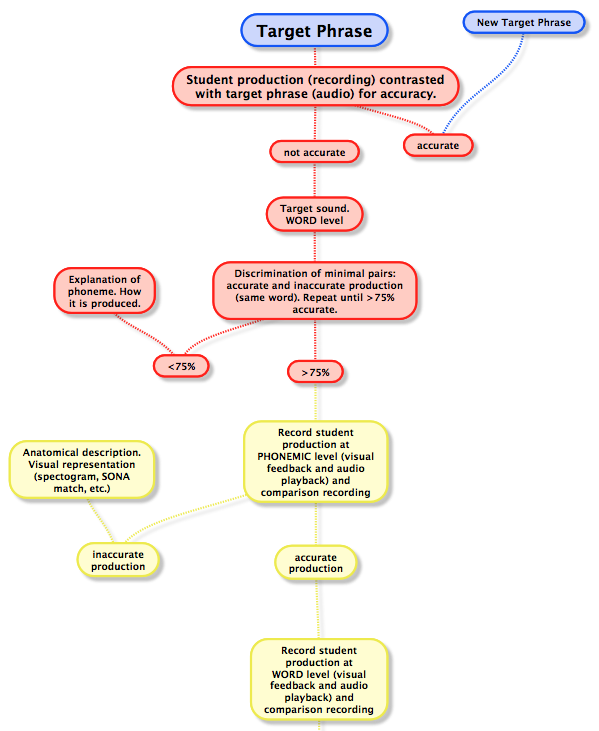 Target Phrase
New Target Phrase
Student production (recording) contrasted
with target phrase (audio) for accuracy.
not accurate
accurate
Target sound.
WORD level
Explanation of
phoneme. How
it is produced.
Discrimination of minimal pairs:
accurate and inaccurate production
(same word). Repeat until >75%
accurate.
<75%
>75%
Record student
production at
PHONEMIC level (visual
feedback and audio
playback) and
comparison recording
Anatomical description.
Visual representation
(spectogram, SONA
match, etc.)
inaccurate
production
accurate
production
Record student
production at
WORD level (visual
feedback and audio
playback) and
comparison recording